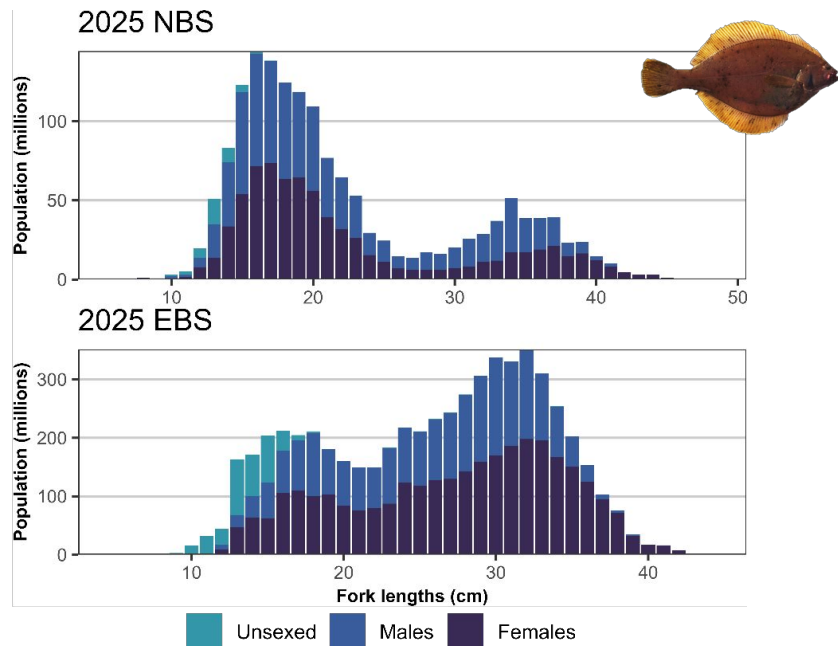 2025 NBS
Population (millions)
100
50
0
10 20 30 40 50
2025 EBS
Population (millions)
300
200
100
0
10 20 30 40
Fork lengths (cm)
Unsexed Males Females